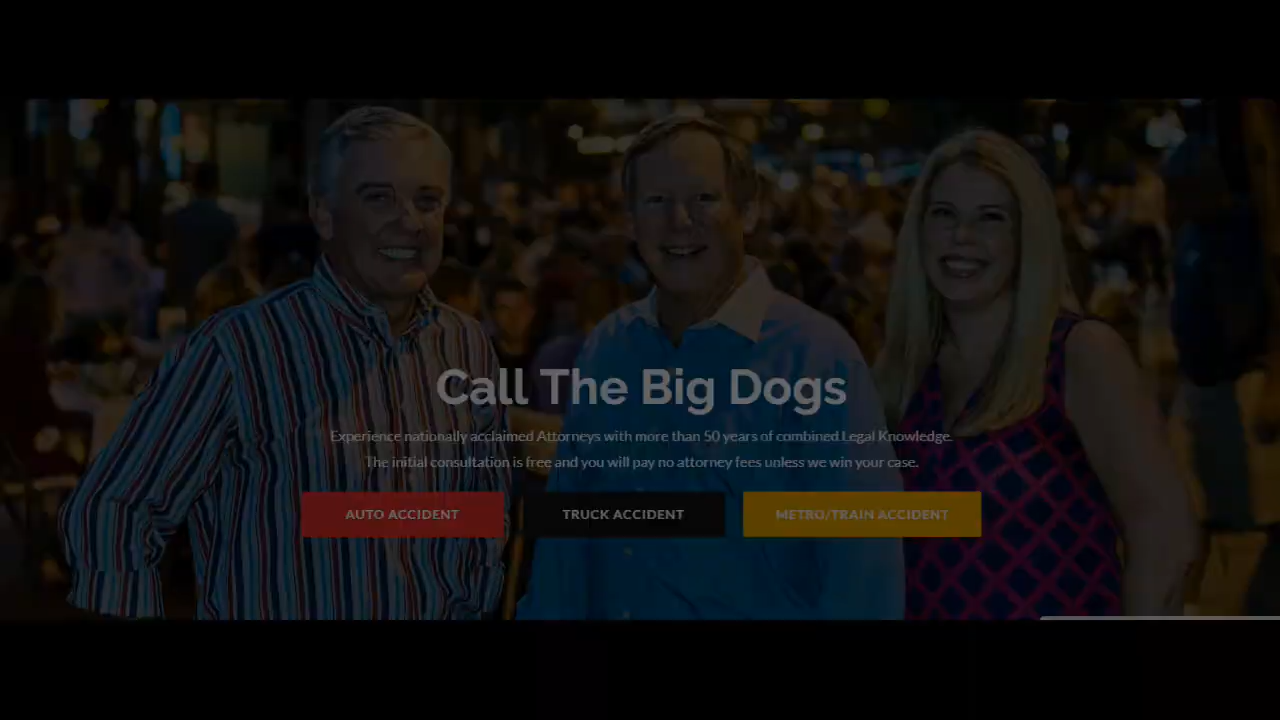 Call The Big Dogs
Experience nationally acclaimed Attorneys with more than 50 years of combined Legal Knowledge.
The initial consultation is free and you will pay no attorney fees unless we win your case.
AUTO ACCIDENT
TRUCK ACCIDENT
METRO/TRAIN ACCIDENT